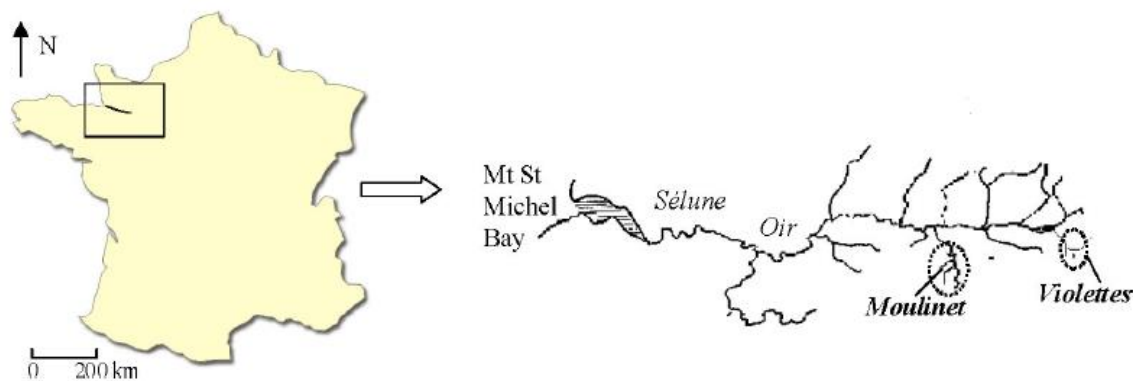 N
0 200 km
Mt St
Michel
Bay
Sélune
Oir
Moulinet
Violettes